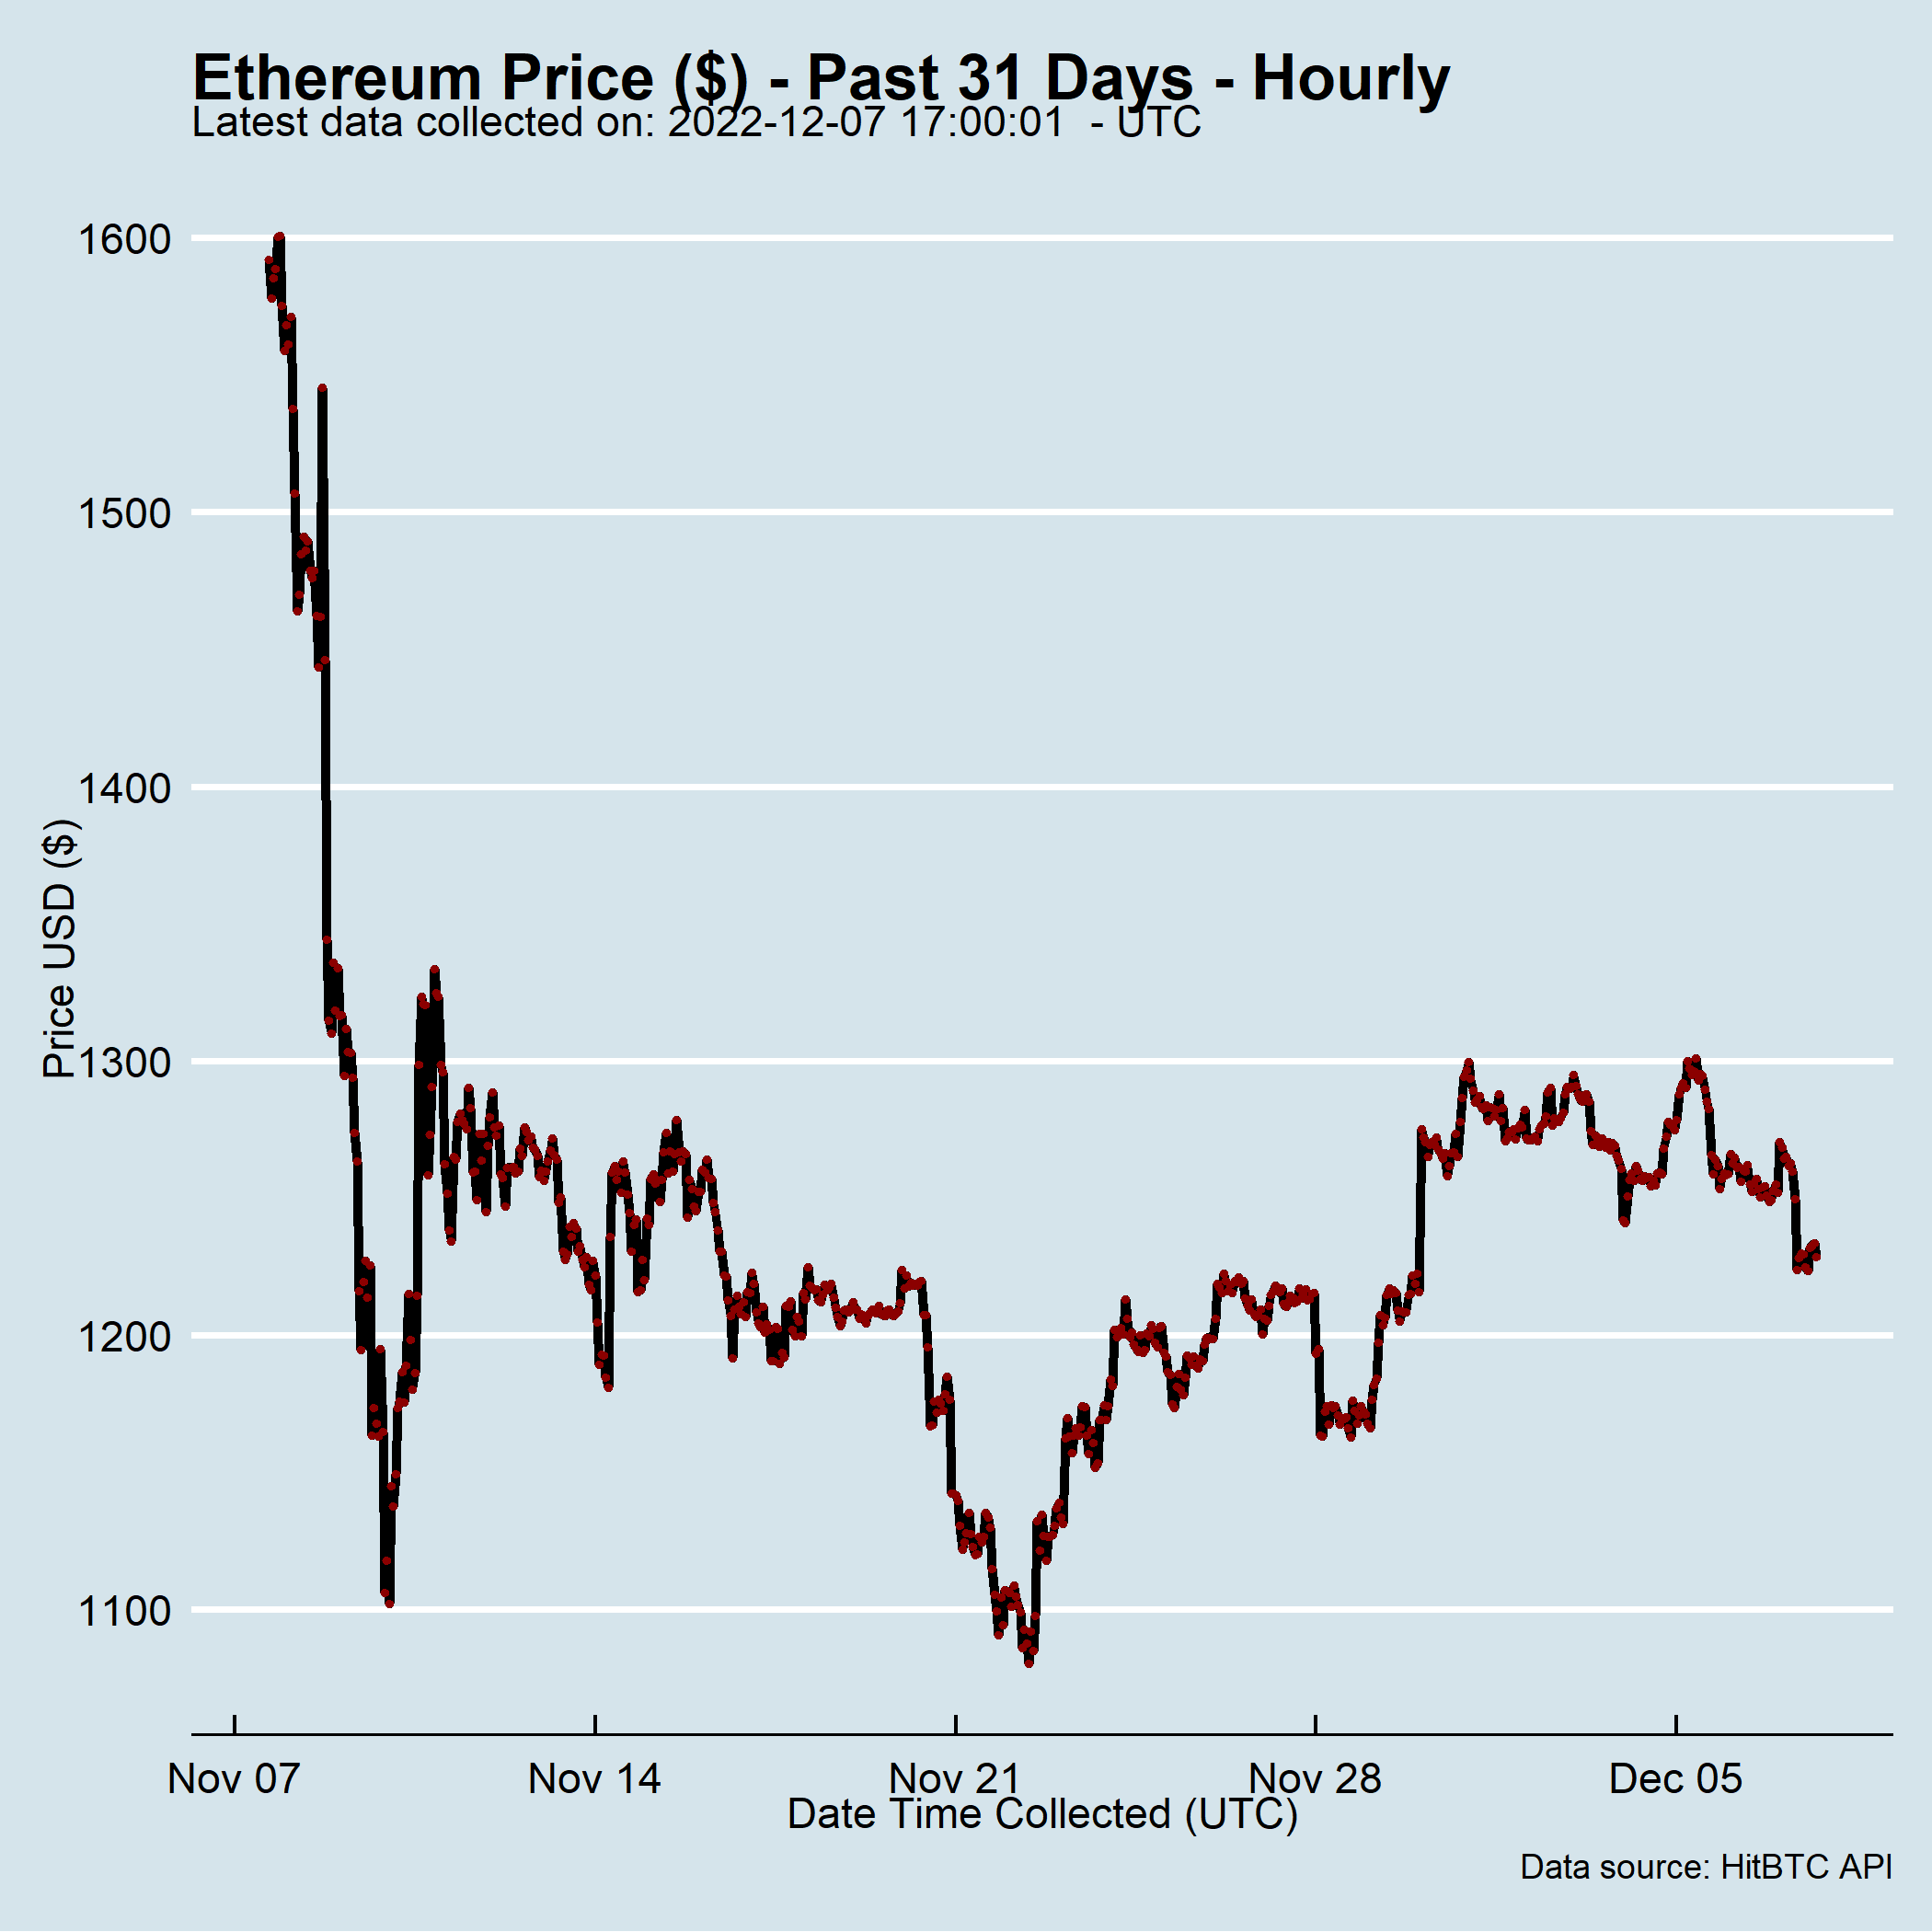 Ethereum Price ($) - Past 31 Days - Hourly
Latest data collected on: 2022-12-07 17:00:01  - UTC
1600
1500
1400
1300
1200
1100
Price USD ($)
Nov 07
Nov 14
Nov 21
Nov 28
Dec 05
Date Time Collected (UTC)
Data source: HitBTC API